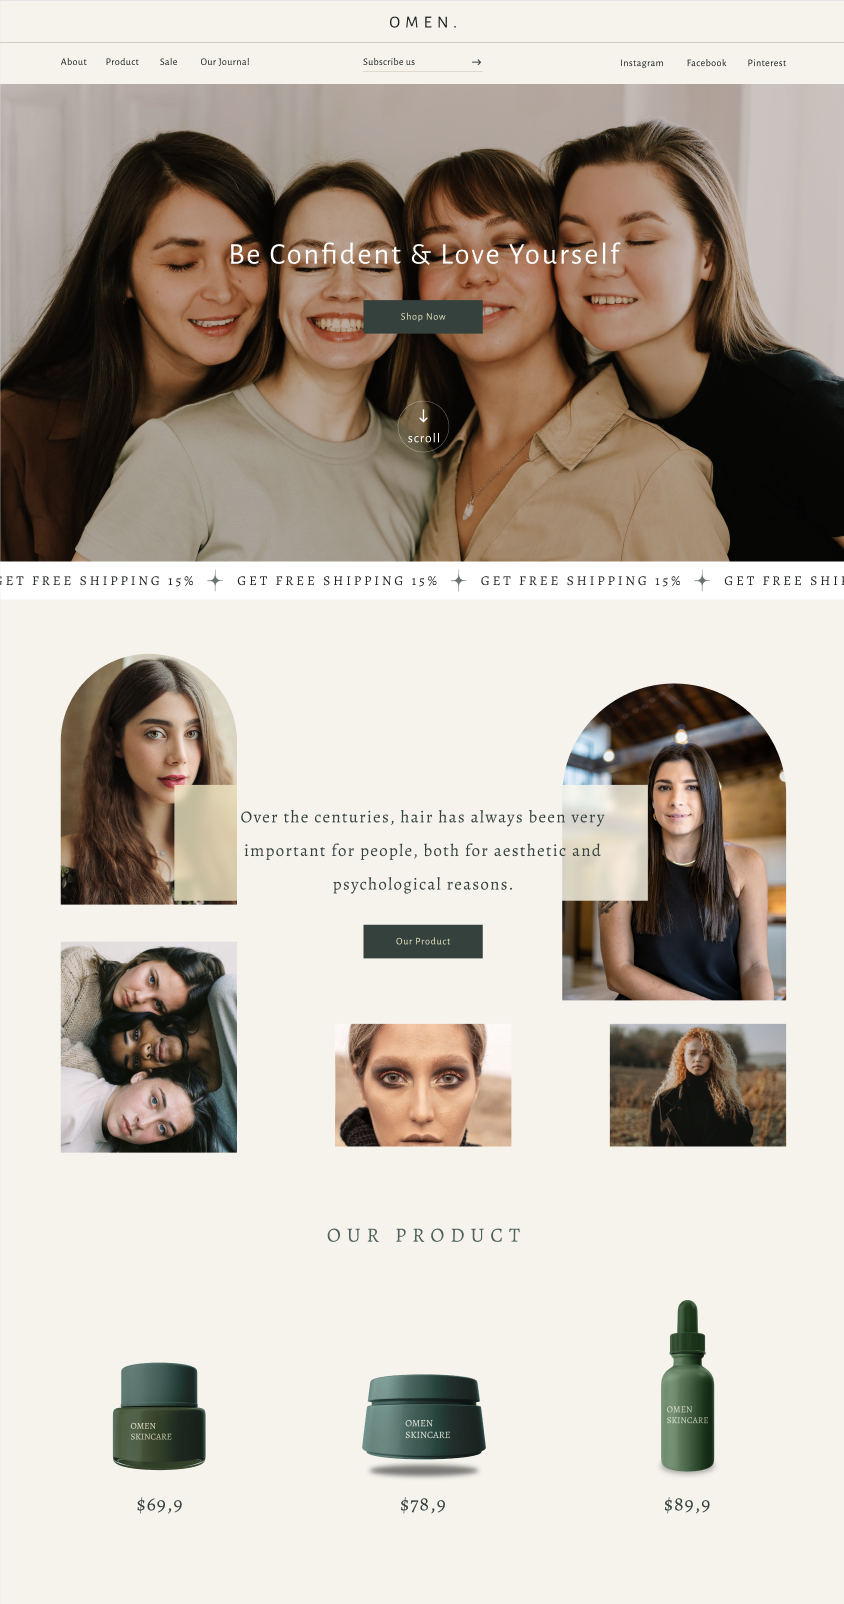 OMEN.
About Product Sale Our Journal Subscribe us → Instagram Facebook Pinterest
Be Confident & Love Yourself
Shop Now
↓
scroll
GET FREE SHIPPING 15% GET FREE SHIPPING 15% GET FREE SHIPPING 15% GET FREE SHI
Over the centuries, hair has always been very
important for people, both for aesthetic and
psychological reasons.
Our Product
OUR PRODUCT
OMEN
SKINCARE
OMEN
SKINCARE
OMEN
SKINCARE
$69,9 $78,9 $89,9